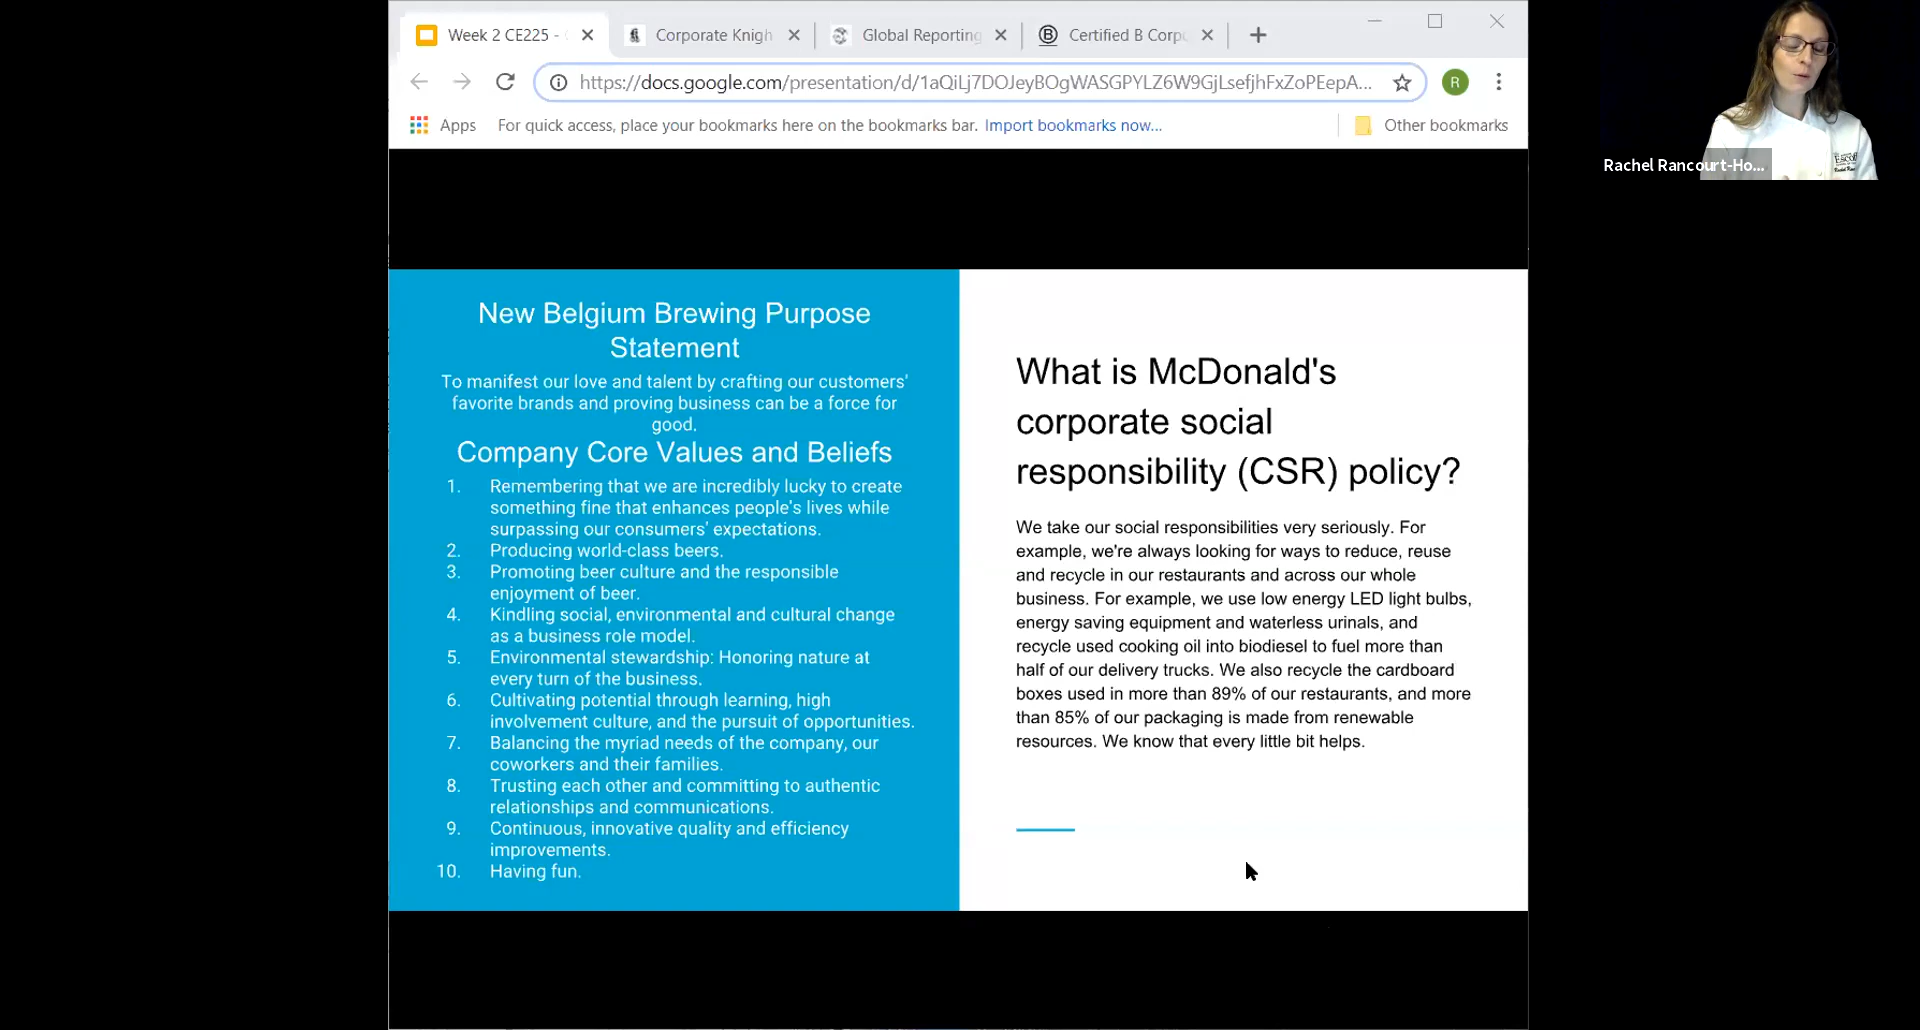 Week 2 CE225 -
Corporate Knigh
Global Reporting
Certified B Corpu
https://docs.google.com/presentation/d/1aQiLj7DOJeyBOgWASGPYLZ6W9GjLsefjhFxZoPEepA...
R
Apps
For quick access, place your bookmarks here on the bookmarks bar. Import bookmarks now...
Other bookmarks
Rachel Rancourt-Ho...
New Belgium Brewing Purpose
Statement
To manifest our love and talent by crafting our customers'
favorite brands and proving business can be a force for
good.
Company Core Values and Beliefs
1. Remembering that we are incredibly lucky to create
something fine that enhances people's lives while
surpassing our consumers' expectations.
2. Producing world-class beers.
3. Promoting beer culture and the responsible
enjoyment of beer.
4. Kindling social, environmental and cultural change
as a business role model.
5. Environmental stewardship: Honoring nature at
every turn of the business.
6. Cultivating potential through learning, high
involvement culture, and the pursuit of opportunities.
7. Balancing the myriad needs of the company, our
coworkers and their families.
8. Trusting each other and committing to authentic
relationships and communications.
9. Continuous, innovative quality and efficiency
improvements.
10. Having fun.
What is McDonald's
corporate social
responsibility (CSR) policy?
We take our social responsibilities very seriously. For
example, we're always looking for ways to reduce, reuse
and recycle in our restaurants and across our whole
business. For example, we use low energy LED light bulbs,
energy saving equipment and waterless urinals, and
recycle used cooking oil into biodiesel to fuel more than
half of our delivery trucks. We also recycle the cardboard
boxes used in more than 89% of our restaurants, and more
than 85% of our packaging is made from renewable
resources. We know that every little bit helps.